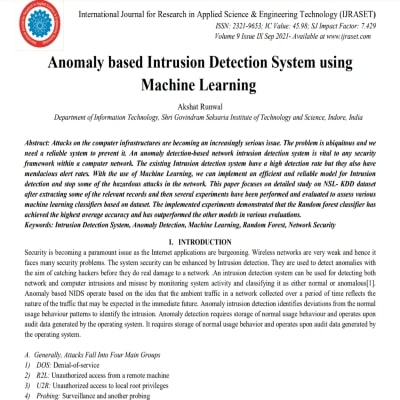 International Journal for Research in Applied Science & Engineering Technology (IJRASET)
ISSN: 2321-9653; IC Value: 45.98; SJ Impact Factor: 7.429
Volume 9 Issue IX Sep 2021- Available at www.ijraset.com
Anomaly based Intrusion Detection System using
Machine Learning
Akshat Runwal
Department of Information Technology, Shri Govindram Seksaria Institute of Technology and Science, Indore, India
Abstract: Attacks on the computer infrastructures are becoming an increasingly serious issue. The problem is ubiquitous and we
need a reliable system to prevent it. An anomaly detection-based network intrusion detection system is vital to any security
framework within a computer network. The existing Intrusion detection system have a high detection rate but they also have
mendacious alert rates. With the use of Machine Learning, we can implement an efficient and reliable model for Intrusion
detection and stop some of the hazardous attacks in the network. This paper focuses on detailed study on NSL- KDD dataset
after extracting some of the relevant records and then several experiments have been performed and evaluated to assess various
machine learning classifiers based on dataset. The implemented experiments demonstrated that the Random forest classifier has
achieved the highest average accuracy and has outperformed the other models in various evaluations.
Keywords: Intrusion Detection System, Anomaly Detection, Machine Learning, Random Forest, Network Security
I. INTRODUCTION
Security is becoming a paramount issue as the Internet applications are burgeoning. Wireless networks are very weak and hence it
faces many security problems. The system security can be enhanced by Intrusion detection. They are used to detect anomalies with
the aim of catching hackers before they do real damage to a network .An intrusion detection system can be used for detecting both
network and computer intrusions and misuse by monitoring system activity and classifying it as either normal or anomalous[1].
Anomaly based NIDS operate based on the idea that the ambient traffic in a network collected over a period of time reflects the
nature of the traffic that may be expected in the immediate future. Anomaly detection identifies deviations from the normal
usage behaviour patterns to identify the intrusion. Anomaly detection requires storage of normal usage behaviour and operates upon
audit data generated by the operating system. It requires storage of normal usage behavior and operates upon audit data generated by
the operating system.
A. Generally, Attacks Fall Into Four Main Groups
1) DOS: Denial-of-service
2) R2L: Unauthorized access from a remote machine
3) U2R: Unauthorized access to local root privileges
4) Probing: Surveillance and another probing